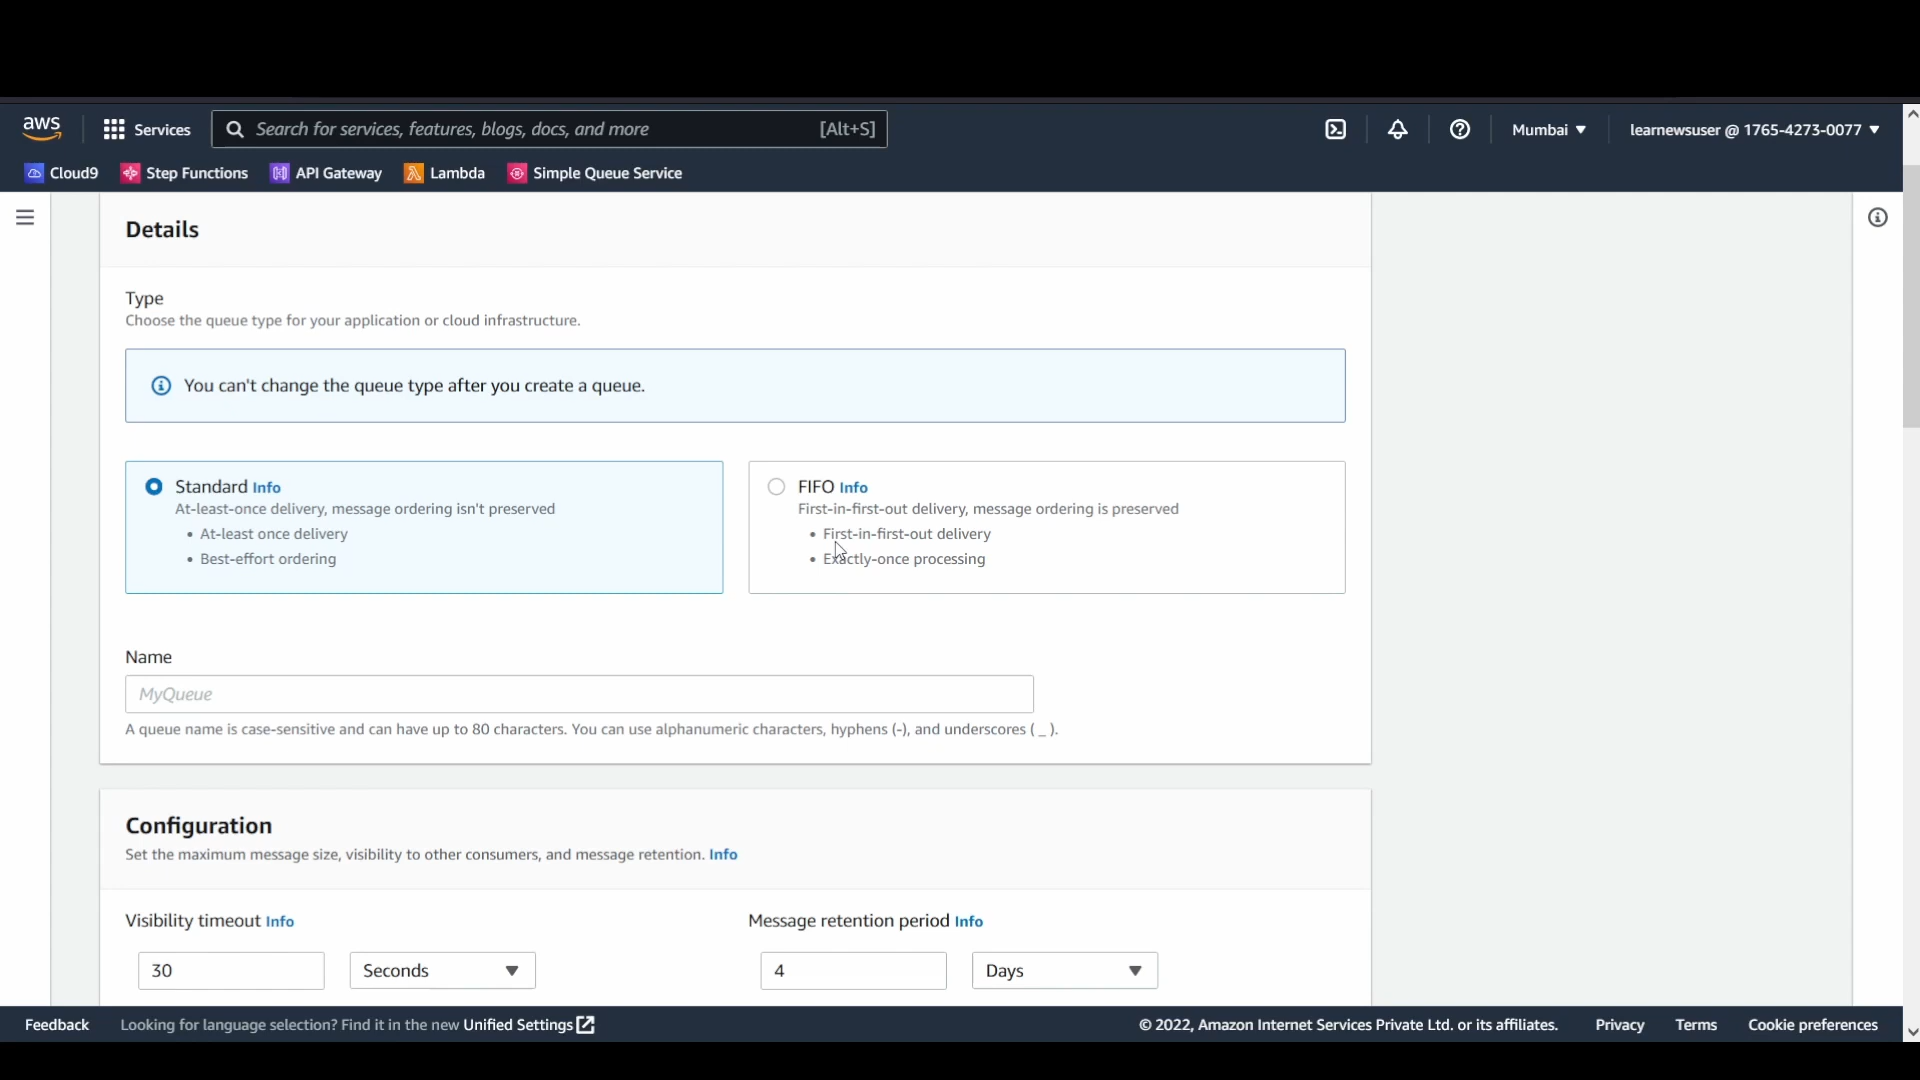 aws
Services
Search for services, features, blogs, docs, and more
[Alt+S]
Mumbai
learnewsuser @ 1765-4273-0077
Cloud9
Step Functions
API Gateway
Lambda
Simple Queue Service
Details
Type
Choose the queue type for your application or cloud infrastructure.
You can't change the queue type after you create a queue.
Standard Info
At-least-once delivery, message ordering isn't preserved
• At-least once delivery
• Best-effort ordering
FIFO Info
First-in-first-out delivery, message ordering is preserved
• First-in-first-out delivery
• Exactly-once processing
Name
MyQueue
A queue name is case-sensitive and can have up to 80 characters. You can use alphanumeric characters, hyphens (-), and underscores ( _ ).
Configuration
Set the maximum message size, visibility to other consumers, and message retention. Info
Visibility timeout Info
30
Seconds
Message retention period Info
4
Days
Feedback
Looking for language selection? Find it in the new Unified Settings
© 2022, Amazon Internet Services Private Ltd. or its affiliates.
Privacy
Terms
Cookie preferences